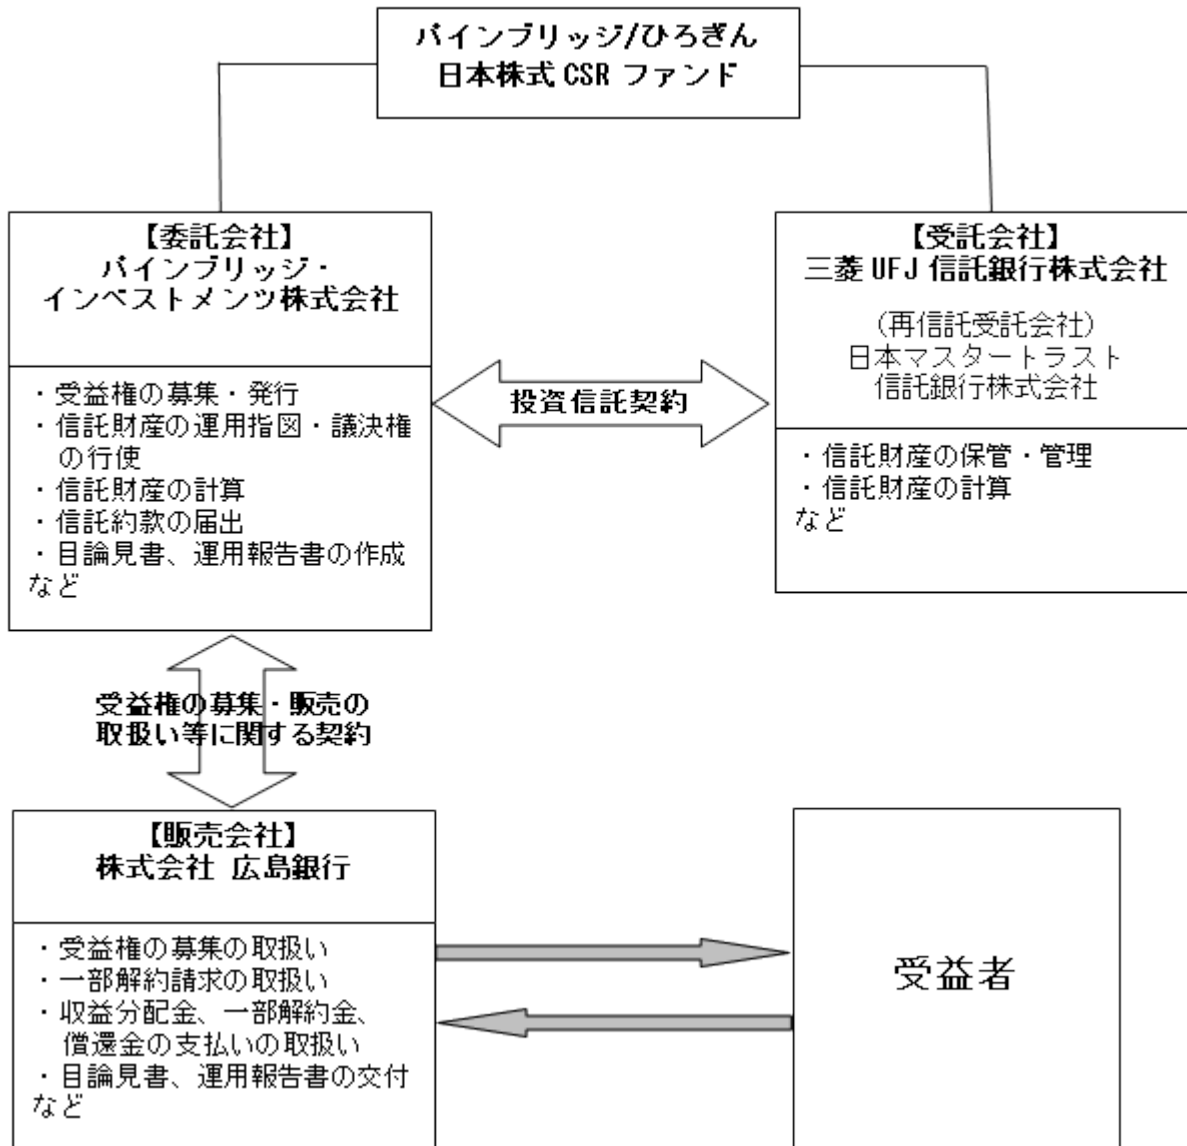 パインブリッジ/ひろぎん
日本株式 CSR ファンド
【委託会社】
パインブリッジ・
インベストメンツ株式会社
・受益権の募集・発行
・信託財産の運用指図・議決権
の行使
・信託財産の計算
・信託約款の届出
・目論見書、運用報告書の作成
など
投資信託契約
【受託会社】
三菱 UFJ 信託銀行株式会社
(再信託受託会社)
日本マスタートラスト
信託銀行株式会社
・信託財産の保管・管理
・信託財産の計算
など
受益権の募集・販売の
取扱い等に関する契約
【販売会社】
株式会社 広島銀行
・受益権の募集の取扱い
・一部解約請求の取扱い
・収益分配金、一部解約金、
償還金の支払いの取扱い
・目論見書、運用報告書の交付
など
受益者